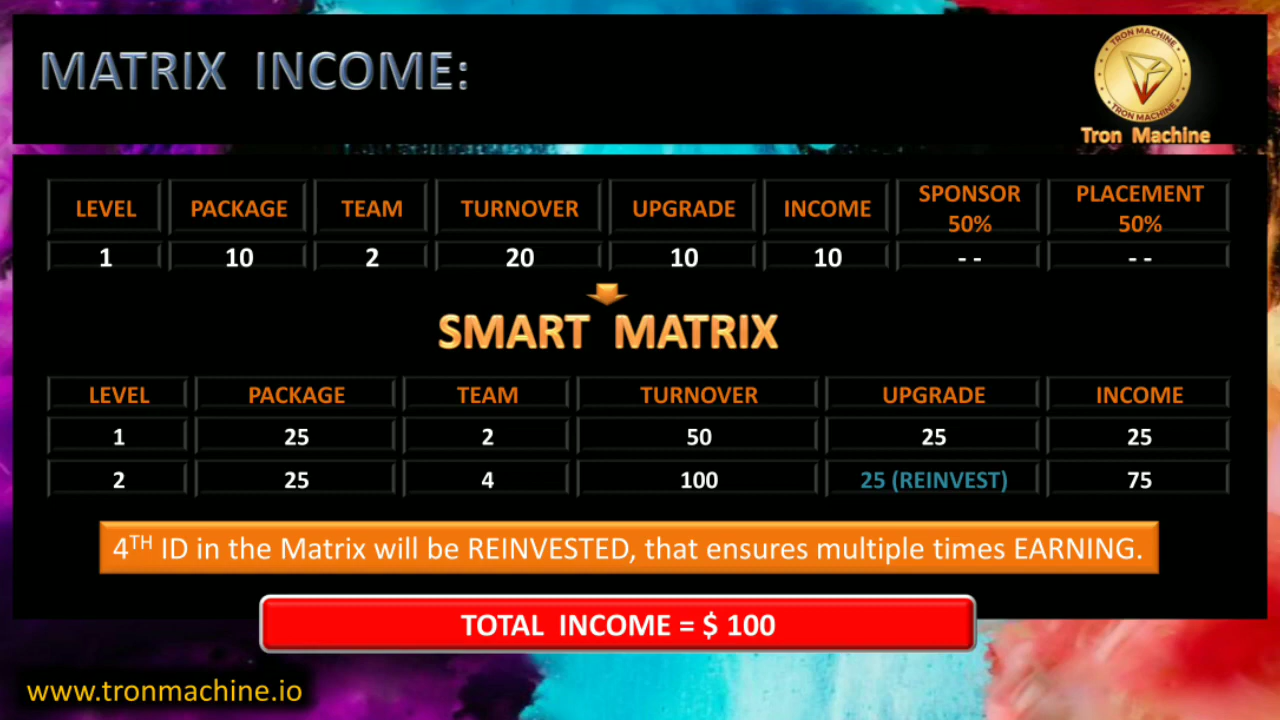 MATRIX INCOME:
TRON MACHINE
TRON MACHINE
Tron Machine
LEVEL PACKAGE TEAM TURNOVER UPGRADE INCOME SPONSOR 50% PLACEMENT 50%
1 10 2 20 10 10 - - - -
SMART MATRIX
LEVEL PACKAGE TEAM TURNOVER UPGRADE INCOME
1 25 2 50 25 25
2 25 4 100 25 (REINVEST) 75
4TH ID in the Matrix will be REINVESTED, that ensures multiple times EARNING.
TOTAL INCOME = $ 100
www.tronmachine.io